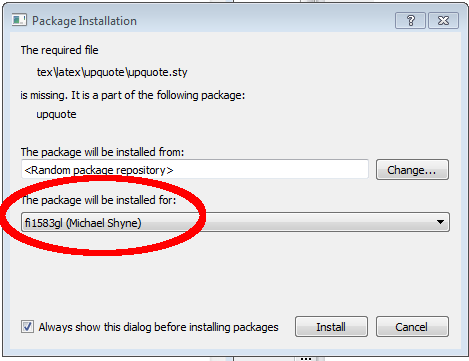 Package Installation
The required file
tex\latex\upquote\upquote.sty
is missing. It is a part of the following package:
upquote
The package will be installed from:
<Random package repository>
Change...
The package will be installed for:
fi1583gl (Michael Shyne)
Always show this dialog before installing packages
Install
Cancel